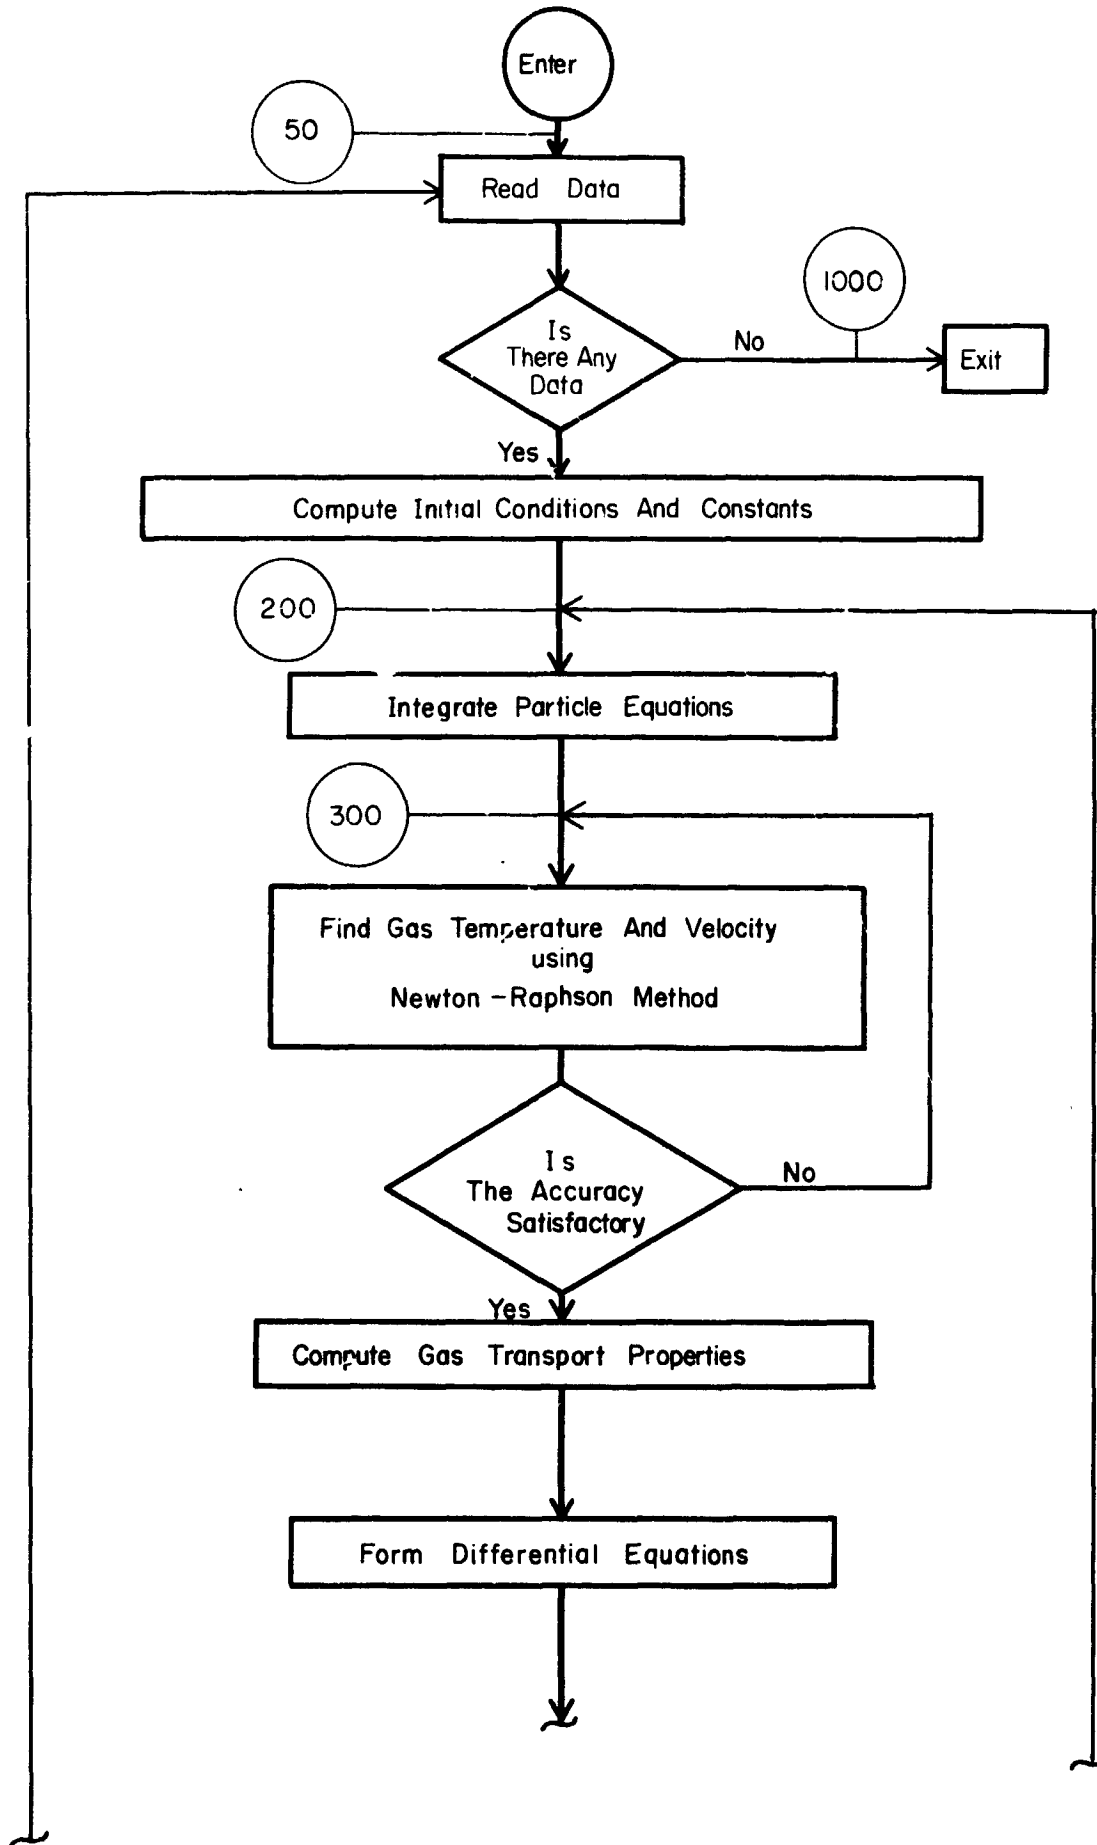 Enter
50
Read Data
1000
Is
There Any
Data
No
Exit
Yes
Compute Initial Conditions And Constants
200
Integrate Particle Equations
300
Find Gas Temperature And Velocity
using
Newton-Raphson Method
Is
The Accuracy
Satisfactory
No
Yes
Compute Gas Transport Properties
Form Differential Equations